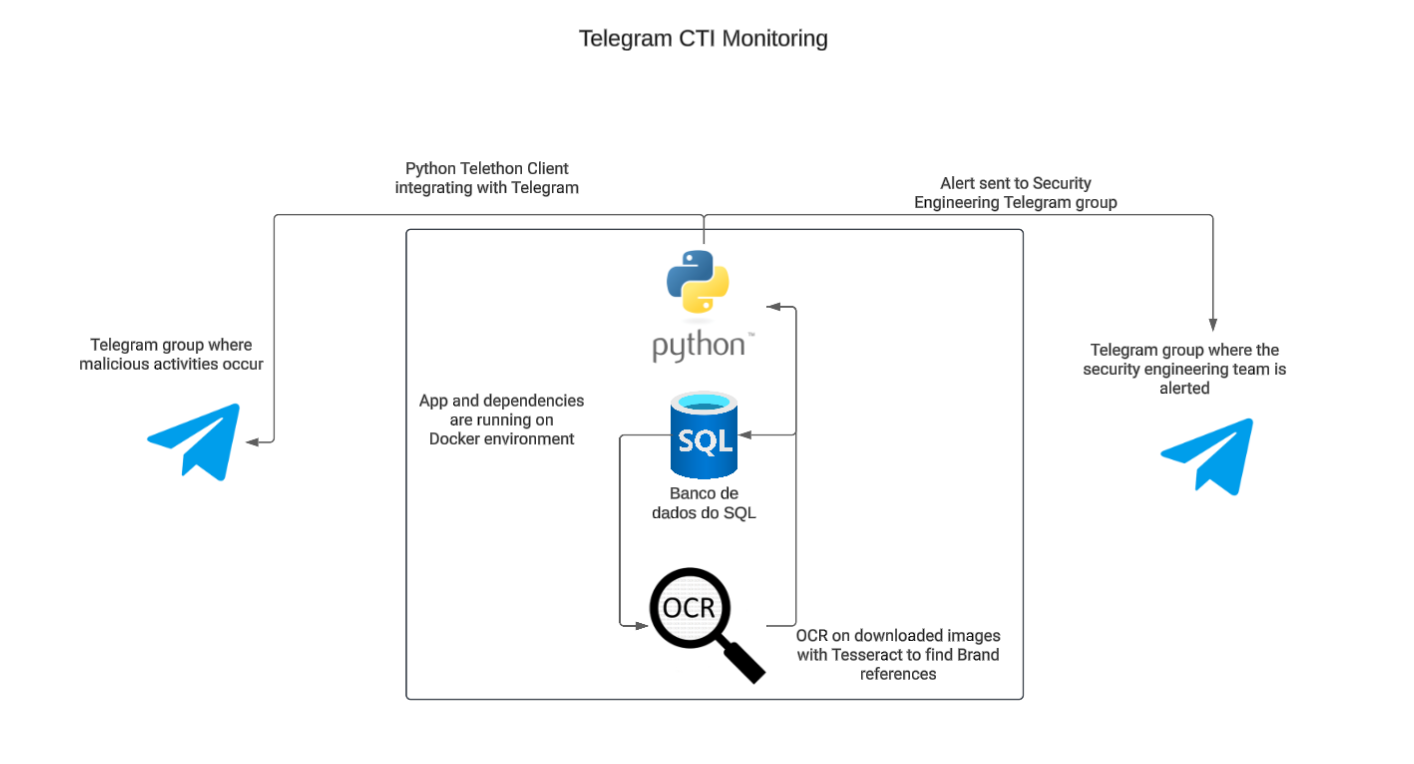 Telegram CTI Monitoring
Python Telethon Client
integrating with Telegram
Alert sent to Security
Engineering Telegram group
python™
Telegram group where
malicious activities occur
Telegram group where the
security engineering team is
alerted
App and dependencies
are running on
Docker environment
SQL
Banco de
dados do SQL
OCR
OCR on downloaded images
with Tesseract to find Brand
references